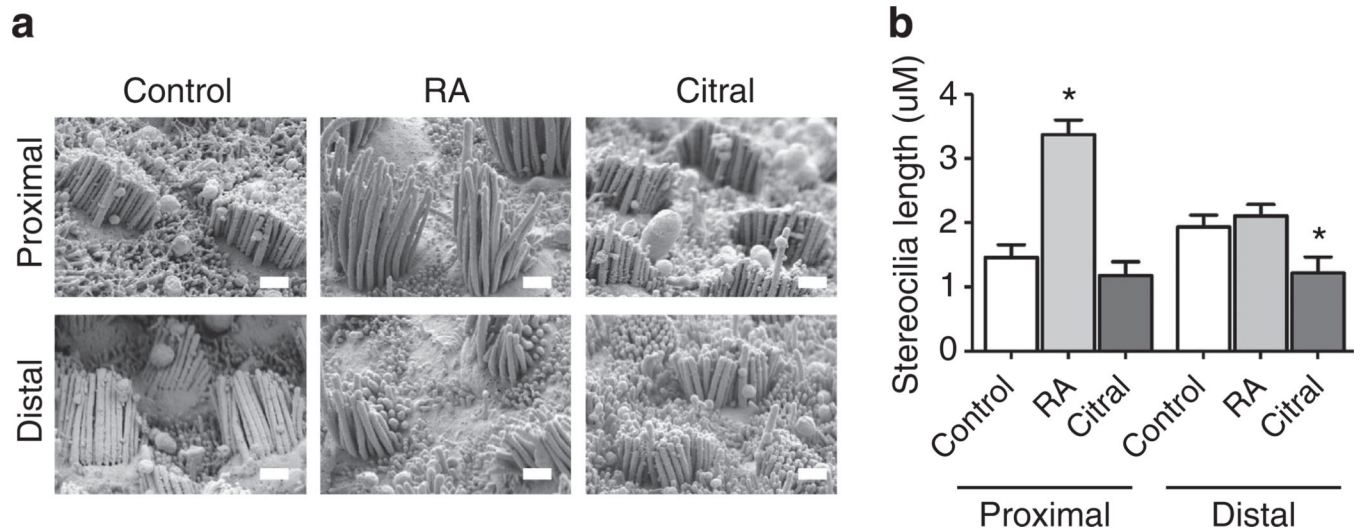 a
Control RA Citral
Proximal
Distal
b
Stereocilia length (uM)
4
3
2
1
0
*
*
Control RA Citral Control RA Citral
Proximal Distal